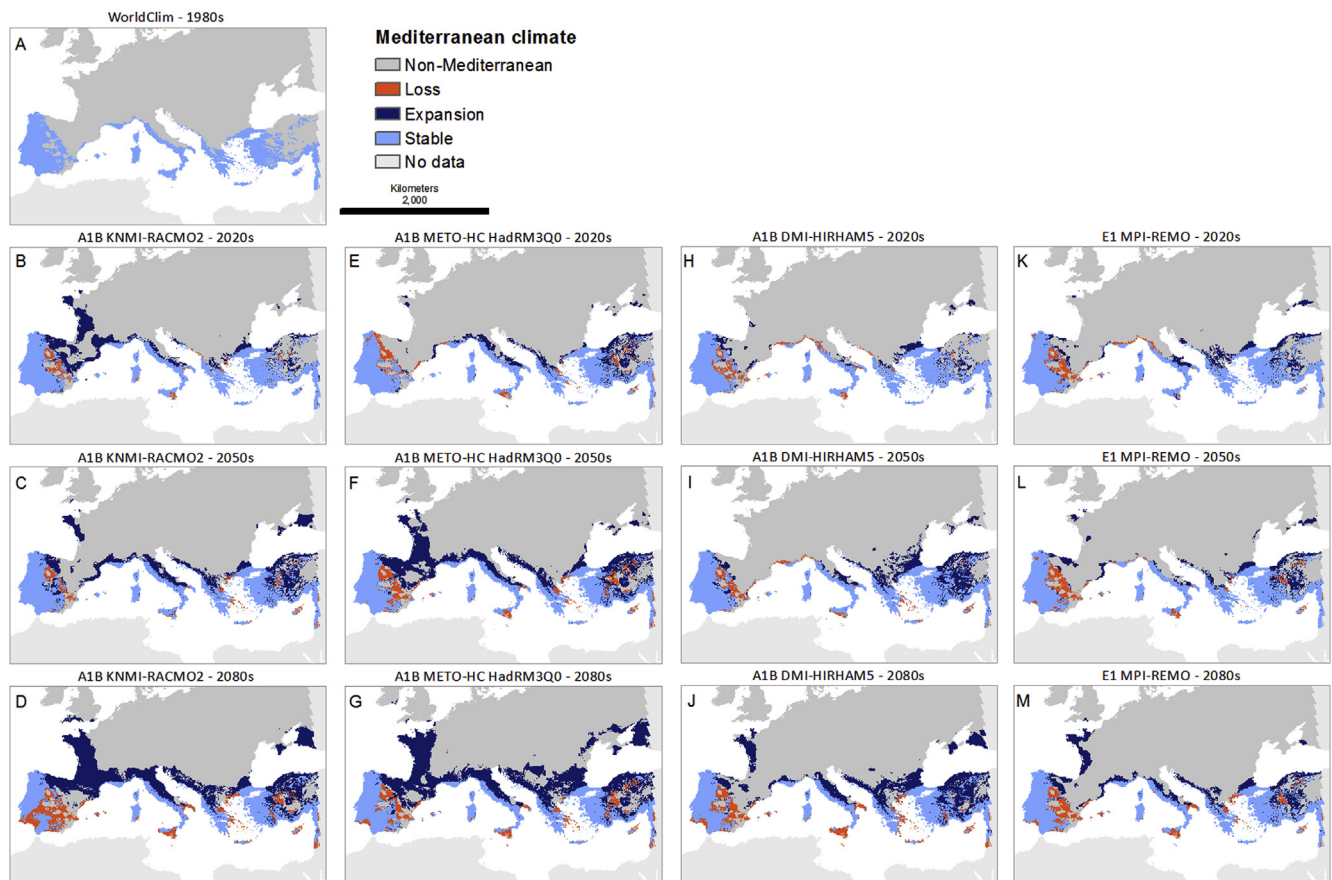 WorldClim - 1980s
A
Mediterranean climate
Non-Mediterranean
Loss
Expansion
Stable
No data
Kilometers
2,000
A1B KNMI-RACMO2 - 2020s
B
A1B METO-HC HadRM3Q0 - 2020s
E
A1B DMI-HIRHAM5 - 2020s
H
E1 MPI-REMO - 2020s
K
A1B KNMI-RACMO2 - 2050s
C
A1B METO-HC HadRM3Q0 - 2050s
F
A1B DMI-HIRHAM5 - 2050s
I
E1 MPI-REMO - 2050s
L
A1B KNMI-RACMO2 - 2080s
D
A1B METO-HC HadRM3Q0 - 2080s
G
A1B DMI-HIRHAM5 - 2080s
J
E1 MPI-REMO - 2080s
M